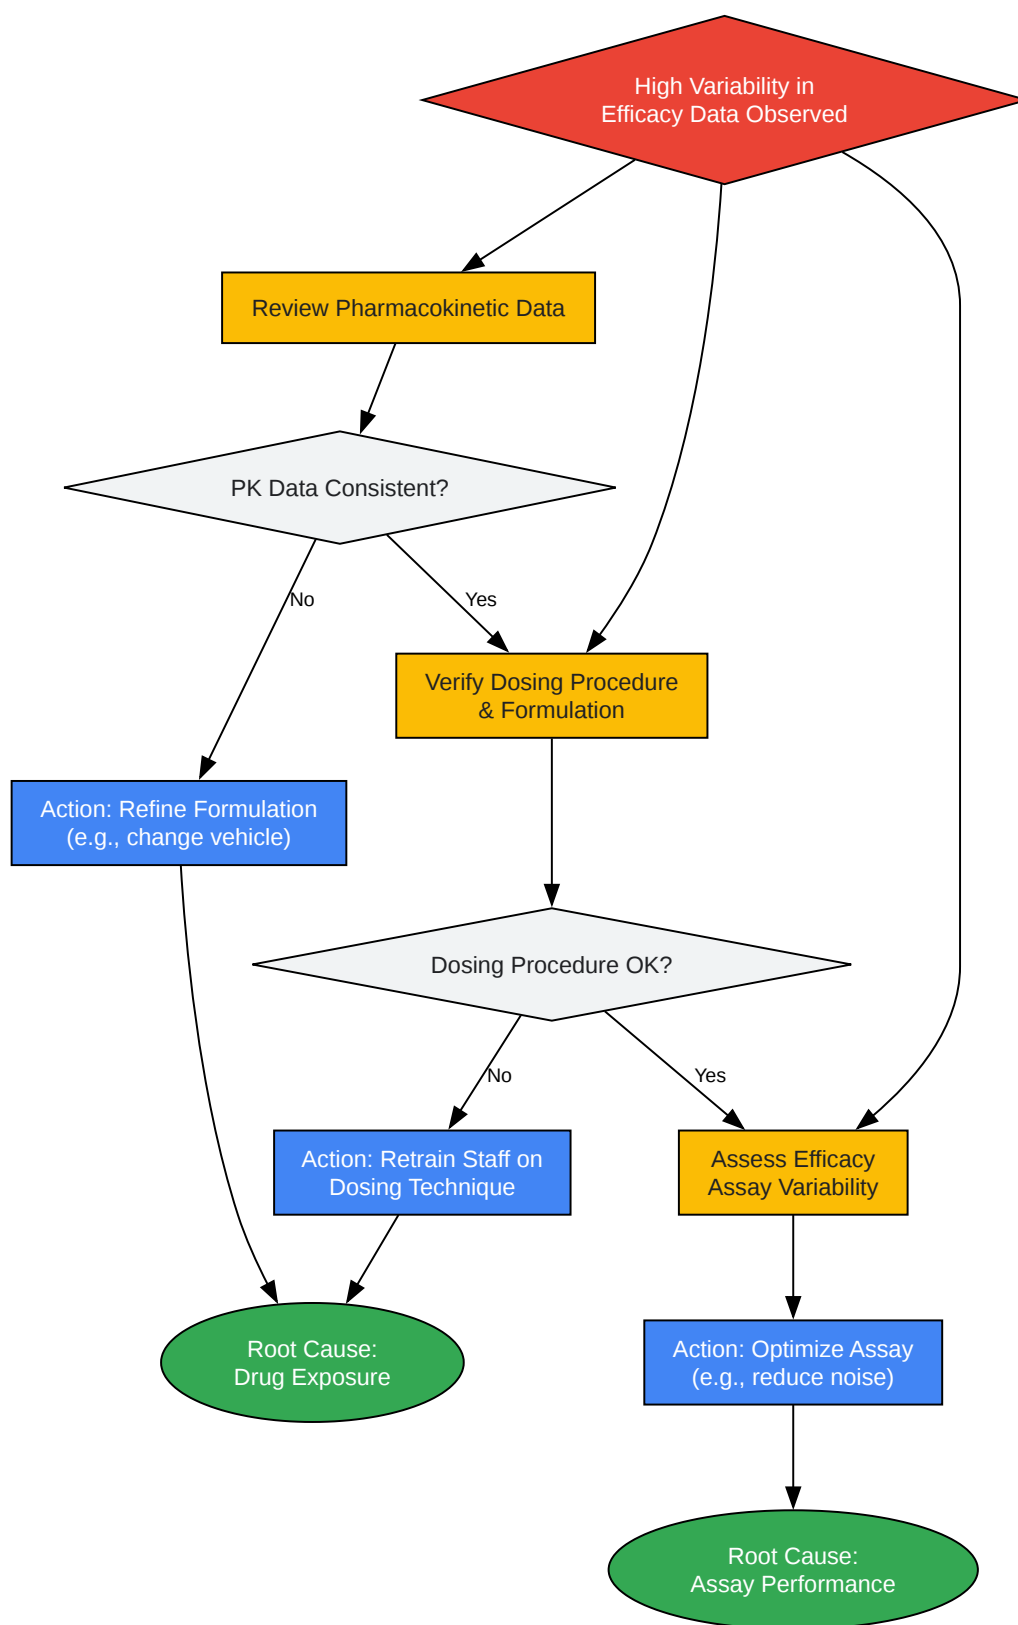 High Variability in
Efficacy Data Observed
Review Pharmacokinetic Data
PK Data Consistent?
No
Yes
Verify Dosing Procedure
& Formulation
Action: Refine Formulation
(e.g., change vehicle)
Dosing Procedure OK?
No
Yes
Action: Retrain Staff on
Dosing Technique
Assess Efficacy
Assay Variability
Root Cause:
Drug Exposure
Action: Optimize Assay
(e.g., reduce noise)
Root Cause:
Assay Performance